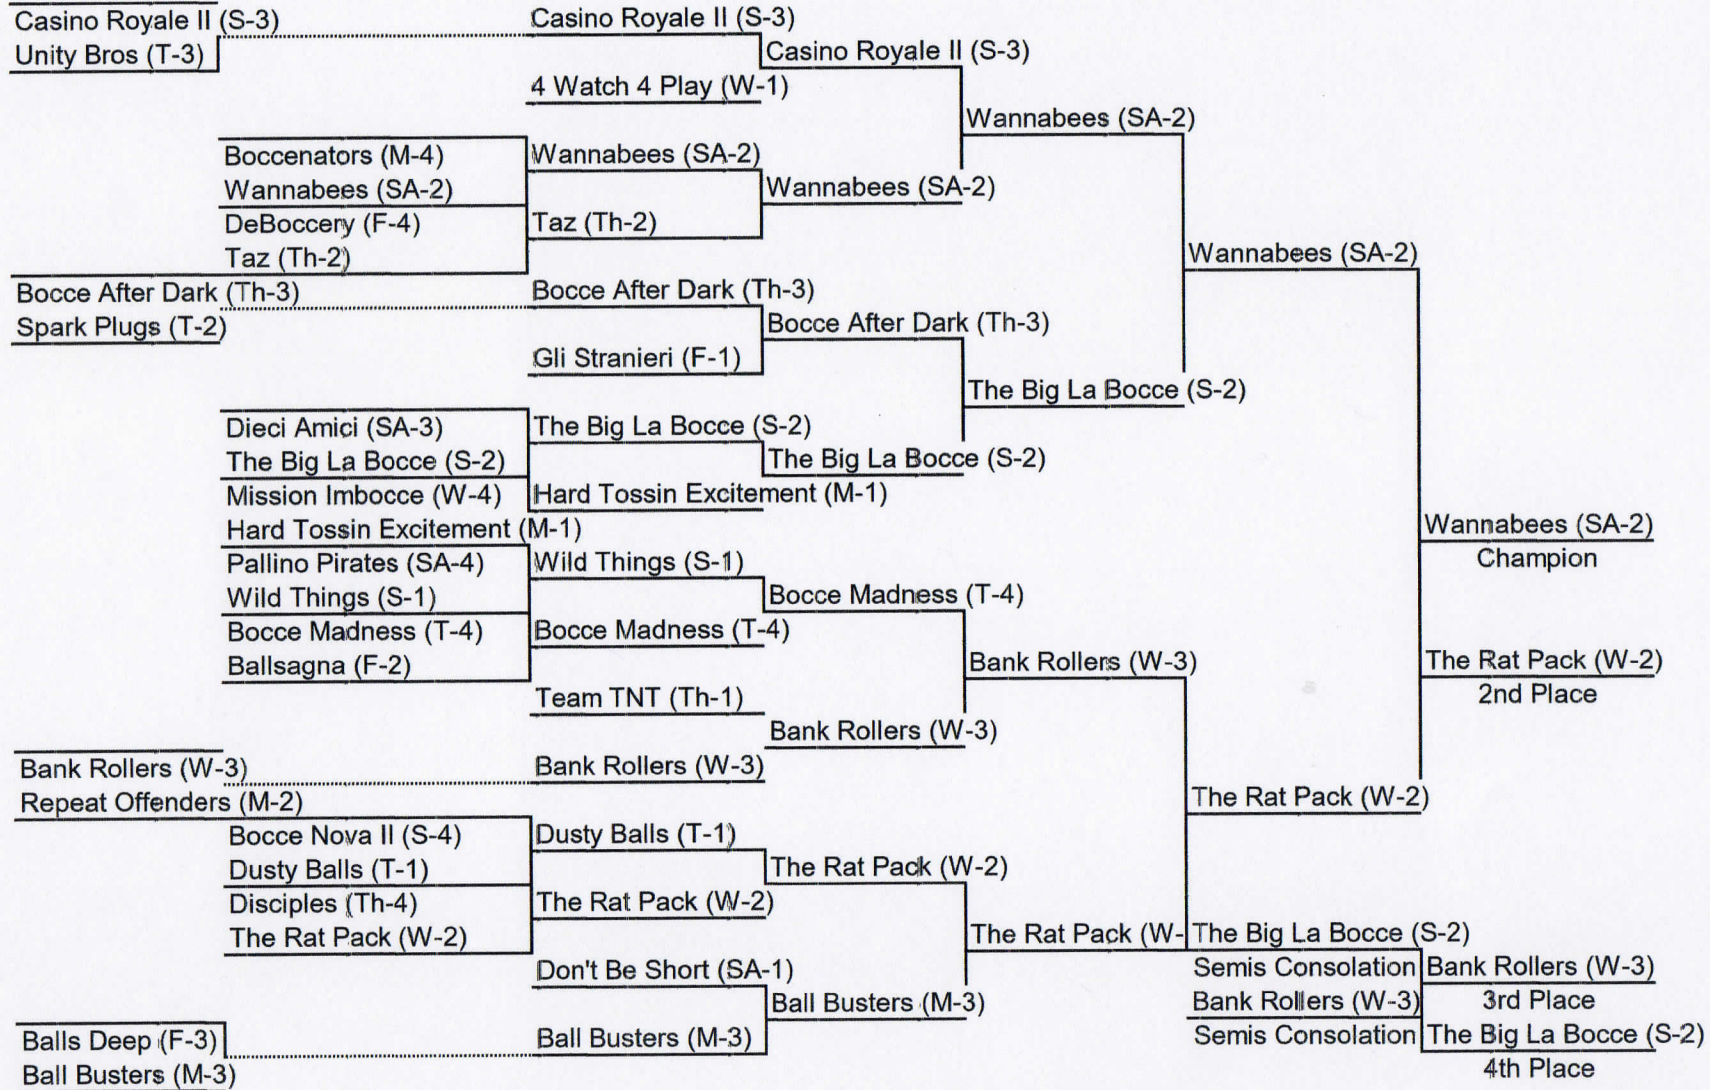 Casino Royale II (S-3)
Unity Bros (T-3)
Boccenators (M-4)
Wannabees (SA-2)
DeBoccery (F-4)
Taz (Th-2)
Bocce After Dark (Th-3)
Spark Plugs (T-2)
Dieci Amici (SA-3)
The Big La Bocce (S-2)
Mission Imbocce (W-4)
Hard Tossin Excitement (M-1)
Pallino Pirates (SA-4)
Wild Things (S-1)
Bocce Madness (T-4)
Ballsagna (F-2)
Bank Rollers (W-3)
Repeat Offenders (M-2)
Bocce Nova II (S-4)
Dusty Balls (T-1)
Disciples (Th-4)
The Rat Pack (W-2)
Balls Deep (F-3)
Ball Busters (M-3)
Casino Royale II (S-3)
4 Watch 4 Play (W-1)
Wannabees (SA-2)
Taz (Th-2)
Bocce After Dark (Th-3)
Gli Stranieri (F-1)
The Big La Bocce (S-2)
Hard Tossin Excitement (M-1)
Wild Things (S-1)
Bocce Madness (T-4)
Team TNT (Th-1)
Bank Rollers (W-3)
Dusty Balls (T-1)
The Rat Pack (W-2)
Don't Be Short (SA-1)
Ball Busters (M-3)
Casino Royale II (S-3)
Wannabees (SA-2)
Bocce After Dark (Th-3)
The Big La Bocce (S-2)
Bocce Madness (T-4)
Bank Rollers (W-3)
The Rat Pack (W-2)
Ball Busters (M-3)
Wannabees (SA-2)
The Big La Bocce (S-2)
Bank Rollers (W-3)
The Rat Pack (W-
Wannabees (SA-2)
The Rat Pack (W-2)
The Big La Bocce (S-2)
Semis Consolation
Bank Rollers (W-3)
Semis Consolation
Wannabees (SA-2)
Champion
The Rat Pack (W-2)
2nd Place
Bank Rollers (W-3)
3rd Place
The Big La Bocce (S-2)
4th Place